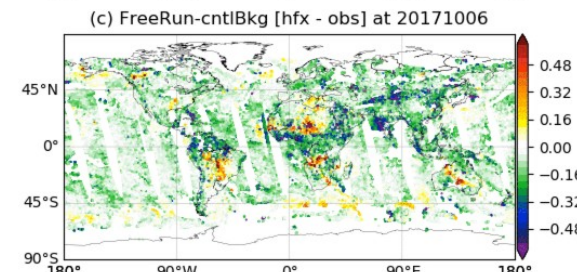 (c) FreeRun-cntlBkg [hfx - obs] at 20171006
45°N
0°
45°S
90°S
180°
90°W
0°
90°E
180°
0.48
0.32
0.16
0.00
−0.16
−0.32
−0.48